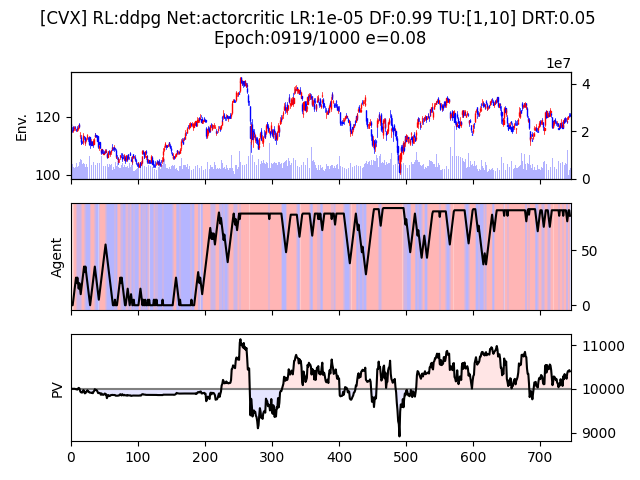 [CVX] RL:ddpg Net:actorcritic LR:1e-05 DF:0.99 TU:[1,10] DRT:0.05
Epoch:0919/1000 e=0.08
1e7
Env.
120
100
4
2
0
Agent
50
0
PV
11000
10000
9000
0 100 200 300 400 500 600 700